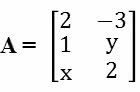 2 -3
A = 1 y
x 2